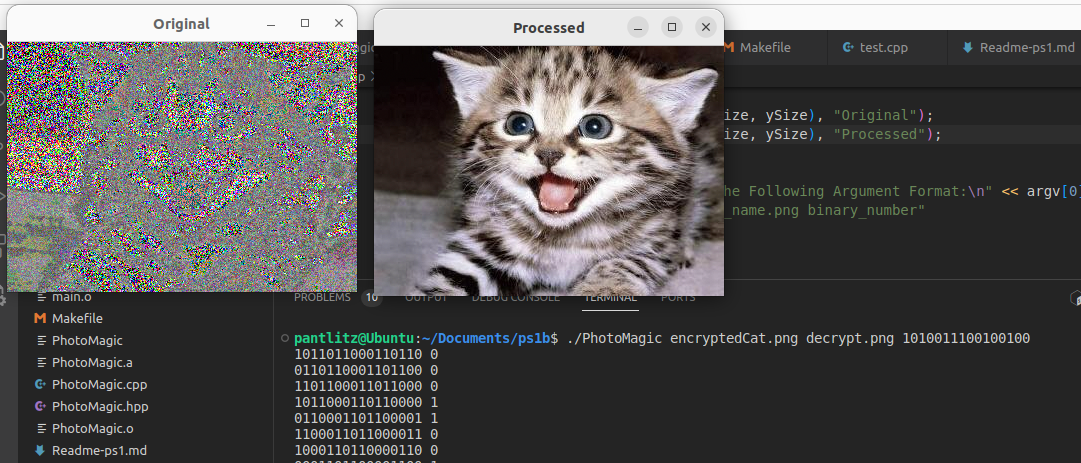 Original
Processed
Makefile
test.cpp
Readme-ps1.md
ize, ySize), "Original");
ize, ySize), "Processed");
he Following Argument Format:\n" << argv[0
_name.png binary_number"
main.o
Makefile
PhotoMagic
PhotoMagic.a
PhotoMagic.cpp
PhotoMagic.hpp
PhotoMagic.o
Readme-ps1.md
PROBLEMS 10 OUTPUT DEBUG CONSOLE TERMINAL PORTS
pantlitz@Ubuntu:~/Documents/ps1b$ ./PhotoMagic encryptedCat.png decrypt.png 1010011100100100
1011011000110110 0
0110110001101100 0
1101100011011000 0
1011000110110000 1
0110001101100001 1
1100011011000011 0
1000110110000110 0